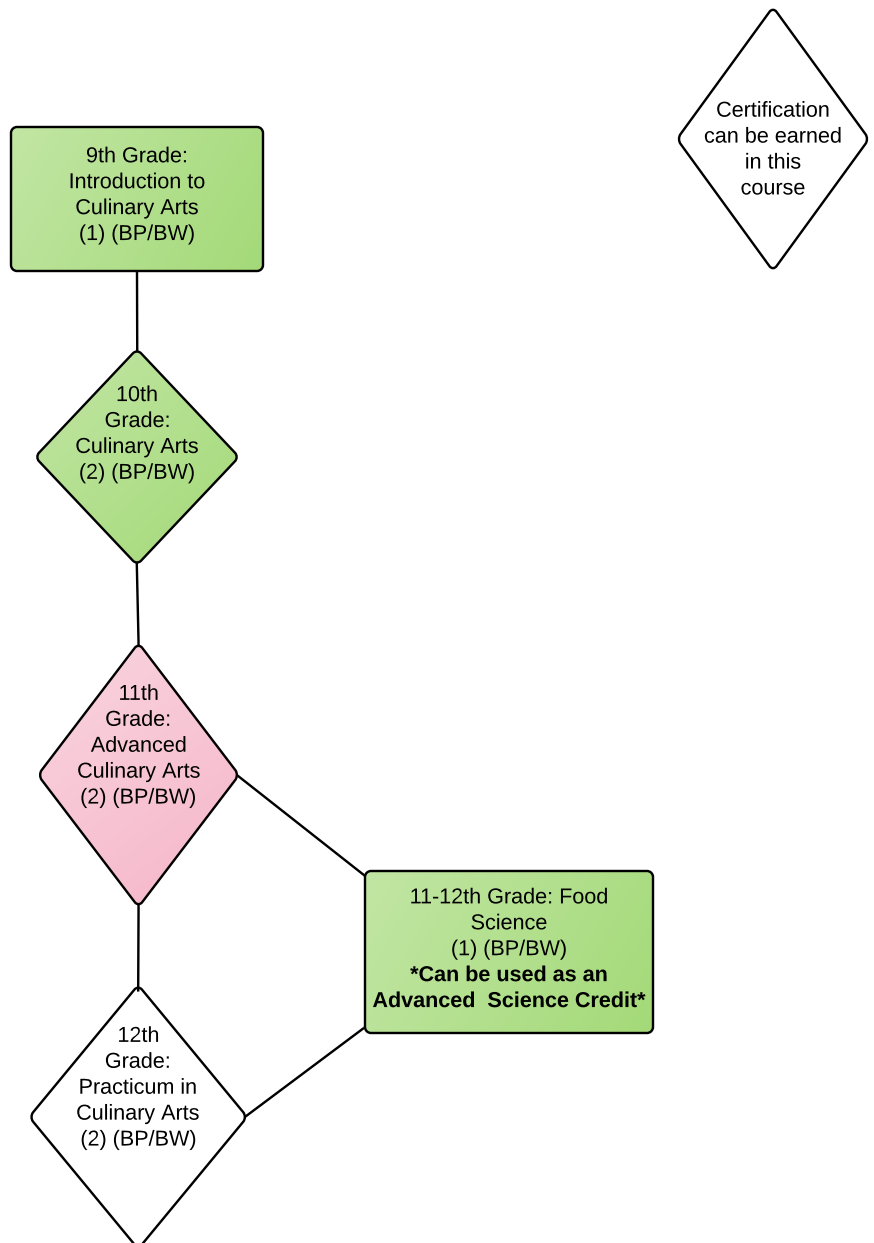 Certification
can be earned
in this
course
9th Grade:
Introduction to
Culinary Arts
(1) (BP/BW)
10th
Grade:
Culinary Arts
(2) (BP/BW)
11th
Grade:
Advanced
Culinary Arts
(2) (BP/BW)
11-12th Grade: Food
Science
(1) (BP/BW)
*Can be used as an
Advanced  Science Credit*
12th
Grade:
Practicum in
Culinary Arts
(2) (BP/BW)